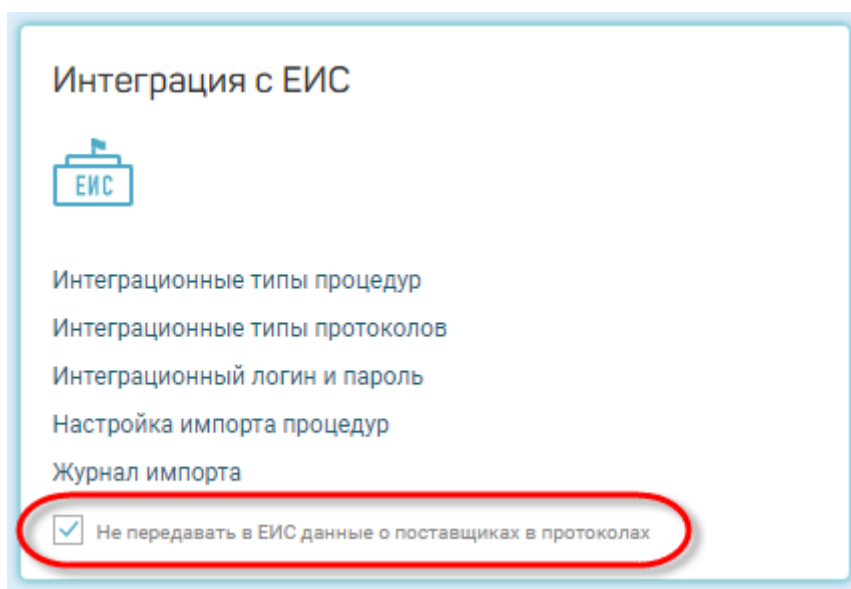 Интеграция с ЕИС
ЕИС
Интеграционные типы процедур
Интеграционные типы протоколов
Интеграционный логин и пароль
Настройка импорта процедур
Журнал импорта
Не передавать в ЕИС данные о поставщиках в протоколах